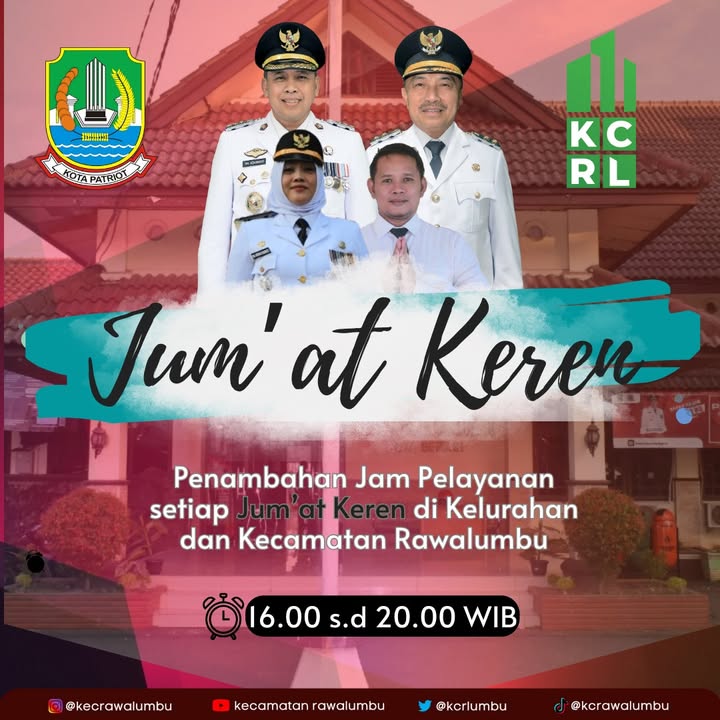 KOTA PATRIOT
KC
RL
Jum'at Keren
Penambahan Jam Pelayanan
setiap Jum'at Keren di Kelurahan
dan Kecamatan Rawalumbu
16.00 s.d 20.00 WIB
@kecrawalumbu
kecamatan rawalumbu
@kcrlumbu
@kcrawalumbu